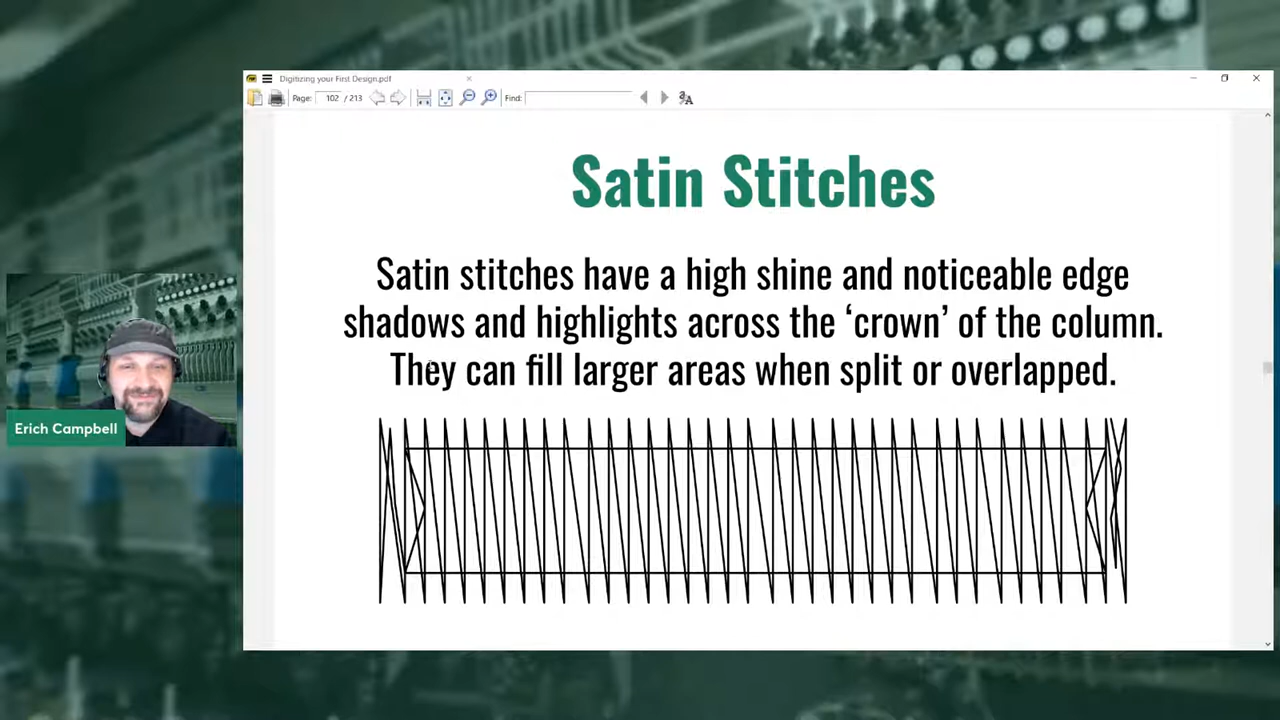 Digitizing your First Design.pdf
Page: 102 / 213
Find:
Satin Stitches
Satin stitches have a high shine and noticeable edge
shadows and highlights across the ‘crown’ of the column.
They can fill larger areas when split or overlapped.
Erich Campbell